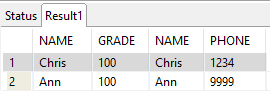 Status Result1
NAME GRADE NAME PHONE
1 Chris 100 Chris 1234
2 Ann 100 Ann 9999